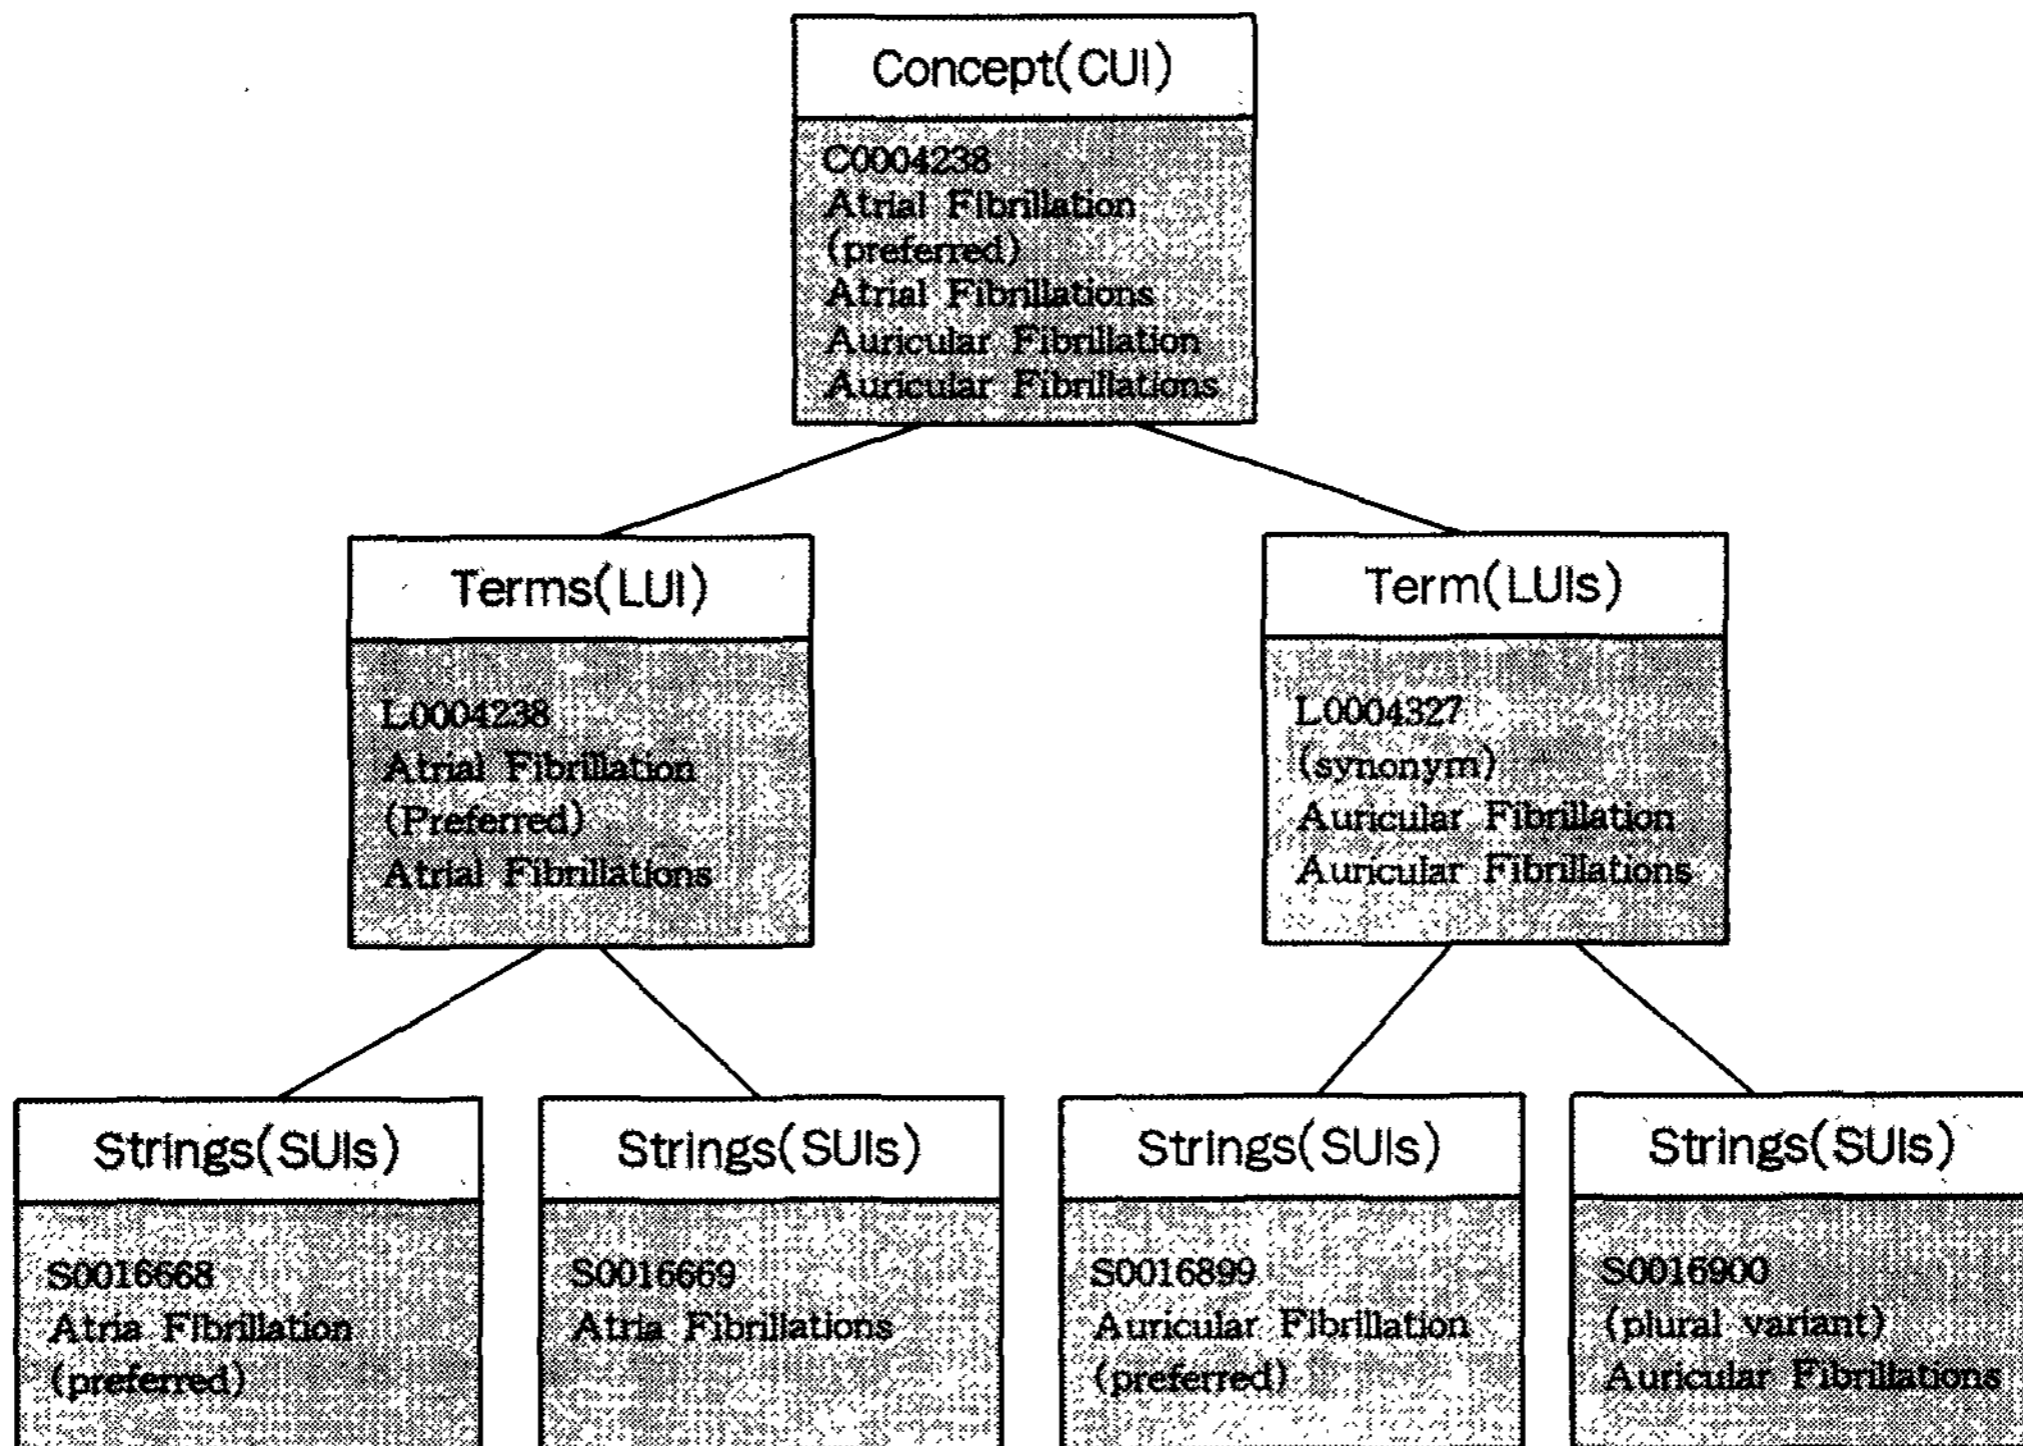 Concept(CUI)
C0004238
Atrial Fibrillation
(preferred)
Atrial Fibrillations
Auricular Fibrillation
Auricular Fibrillations
Terms(LUI)
L0004238
Atrial Fibrillation
(Preferred)
Atrial Fibrillations
Term(LUIs)
L0004327
(synonym)
Auricular Fibrillation
Auricular Fibrillations
Strings(SUIs)
S0016668
Atria Fibrillation
(preferred)
Strings(SUIs)
S0016669
Atria Fibrillations
Strings(SUIs)
S0016899
Auricular Fibrillation
(preferred)
Strings(SUIs)
S0016900
(plural variant)
Auricular Fibrillations